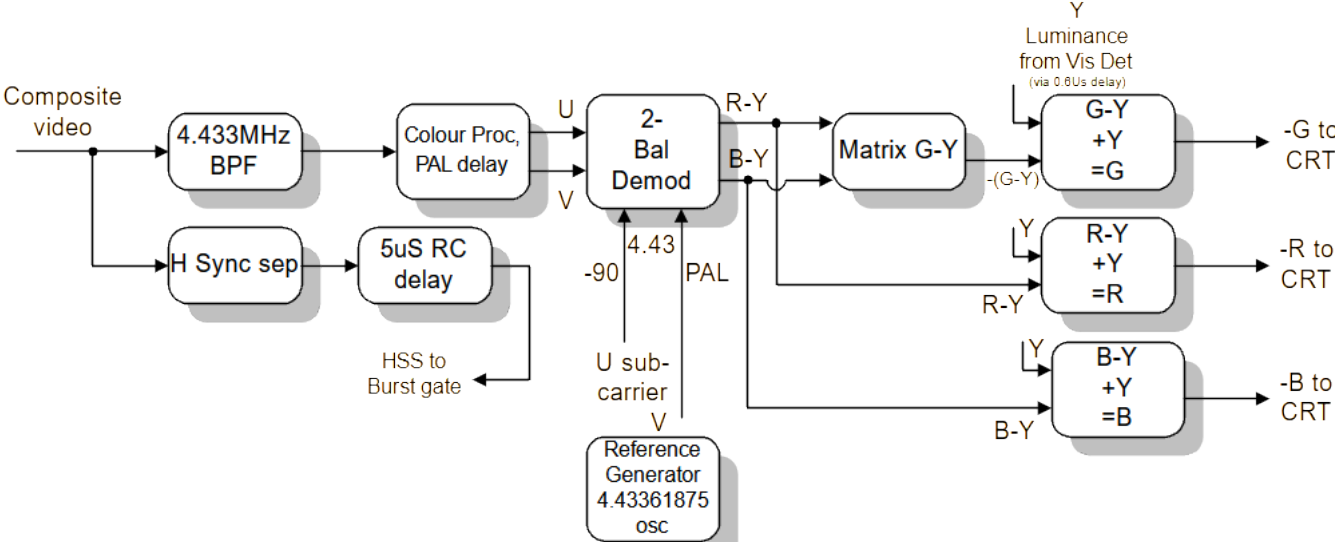 Composite
video
4.433MHz
BPF
Colour Proc,
PAL delay
U
V
2-
Bal
Demod
R-Y
B-Y
Matrix G-Y
-(G-Y)
Y
Luminance
from Vis Det
(via 0.6Us delay)
G-Y
+Y
=G
-G to
CRT
H Sync sep
5uS RC
delay
HSS to
Burst gate
-90
4.43
PAL
U sub-
carrier
V
Reference
Generator
4.43361875
osc
Y
R-Y
R-Y
+Y
=R
-R to
CRT
Y
B-Y
B-Y
+Y
=B
-B to
CRT